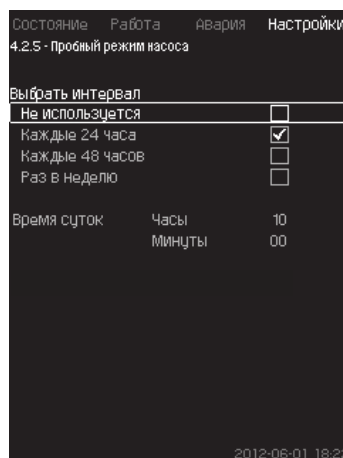 Состояние Работа Авария Настройки
4.2.5 - Пробный режим насоса
Выбрать интервал
Не используется
Каждые 24 часа
Каждые 48 часов
Раз в неделю
Время суток Часы 10
Минуты 00
2012-06-01 18:22